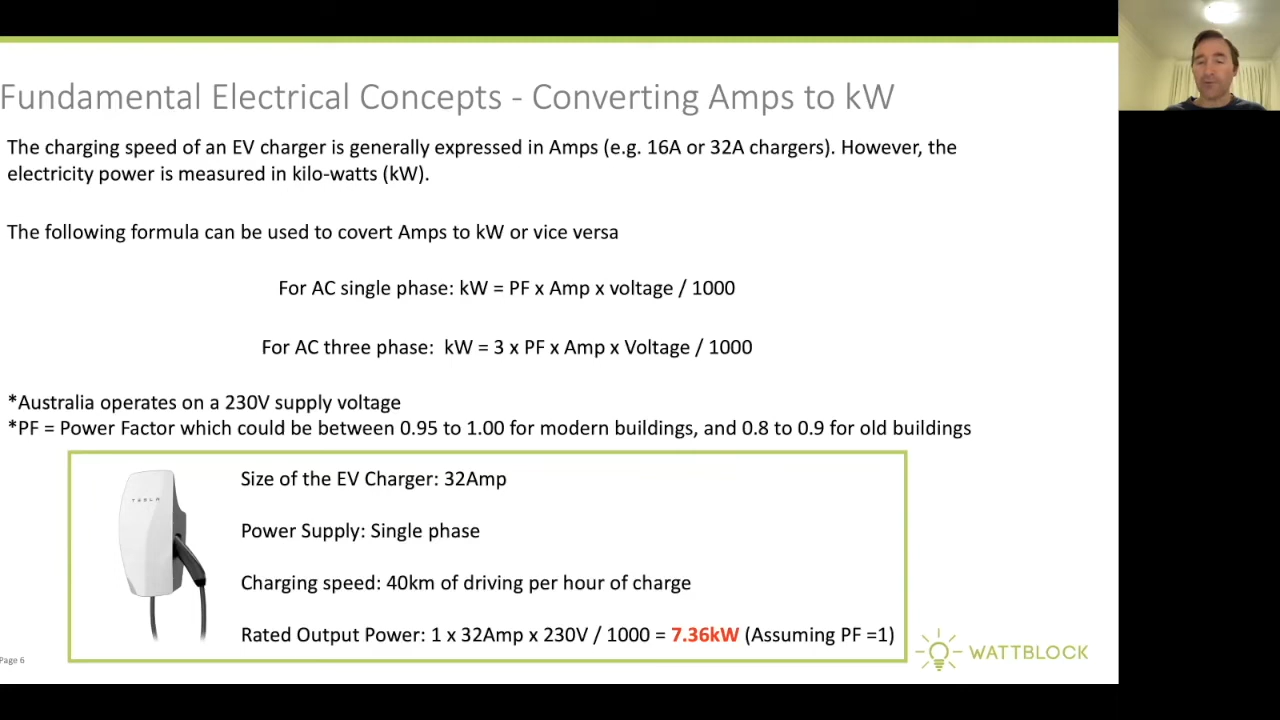 Fundamental Electrical Concepts - Converting Amps to kW
The charging speed of an EV charger is generally expressed in Amps (e.g. 16A or 32A chargers). However, the
electricity power is measured in kilo-watts (kW).
The following formula can be used to covert Amps to kW or vice versa
For AC single phase: kW = PF x Amp x voltage / 1000
For AC three phase:  kW = 3 x PF x Amp x Voltage / 1000
*Australia operates on a 230V supply voltage
*PF = Power Factor which could be between 0.95 to 1.00 for modern buildings, and 0.8 to 0.9 for old buildings
TESLA
Size of the EV Charger: 32Amp
Power Supply: Single phase
Charging speed: 40km of driving per hour of charge
Rated Output Power: 1 x 32Amp x 230V / 1000 = 7.36kW (Assuming PF =1)
Page 6
WATTBLOCK